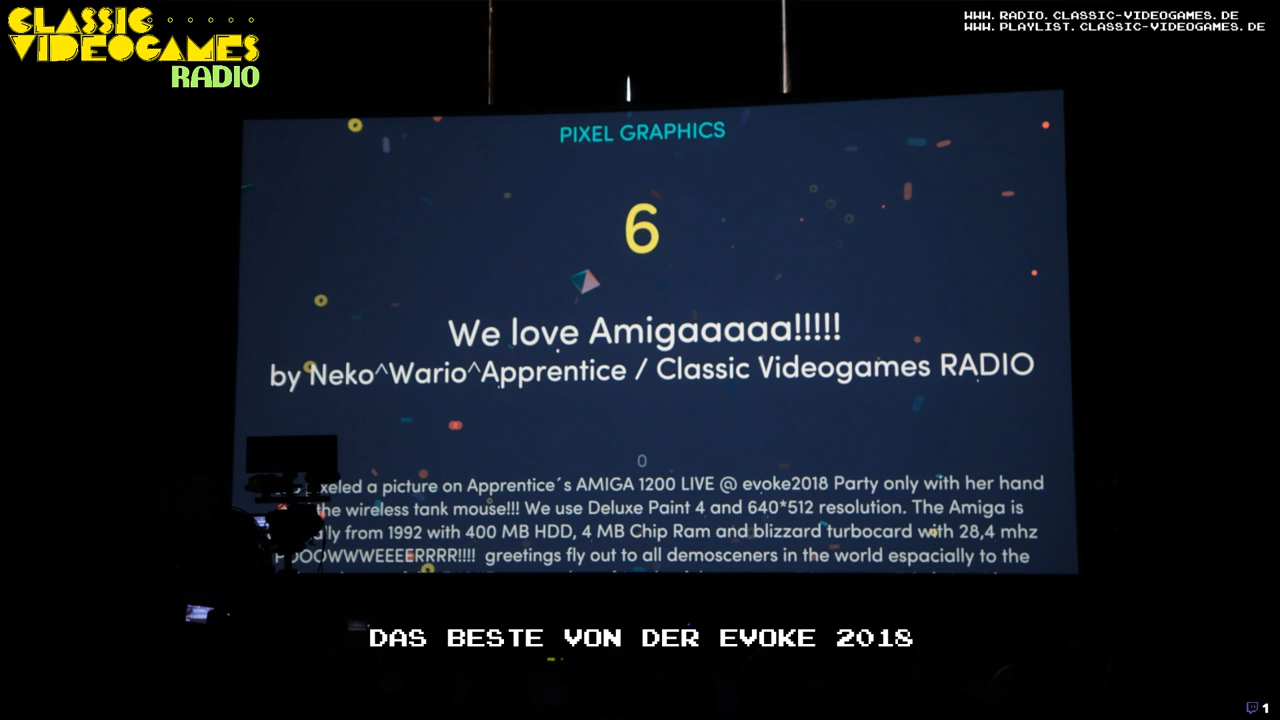 CLASSIC
VIDEOGAMES
RADIO
WWW.RADIO.CLASSIC-VIDEOGAMES.DE
WWW.PLAYLIST.CLASSIC-VIDEOGAMES.DE
PIXEL GRAPHICS
6
We love Amigaaaaa!!!!!
by Neko^Wario^Apprentice / Classic Videogames RADIO
0
a picture on Apprentice´s AMIGA 1200 LIVE @ evoke2018 Party only with her hand
the wireless tank mouse!!! We use Deluxe Paint 4 and 640*512 resolution. The Amiga is
from 1992 with 400 MB HDD, 4 MB Chip Ram and blizzard turbocard with 28,4 mhz
greetings fly out to all demosceners in the world espacially to the
DAS BESTE VON DER EVOKE 2018
1